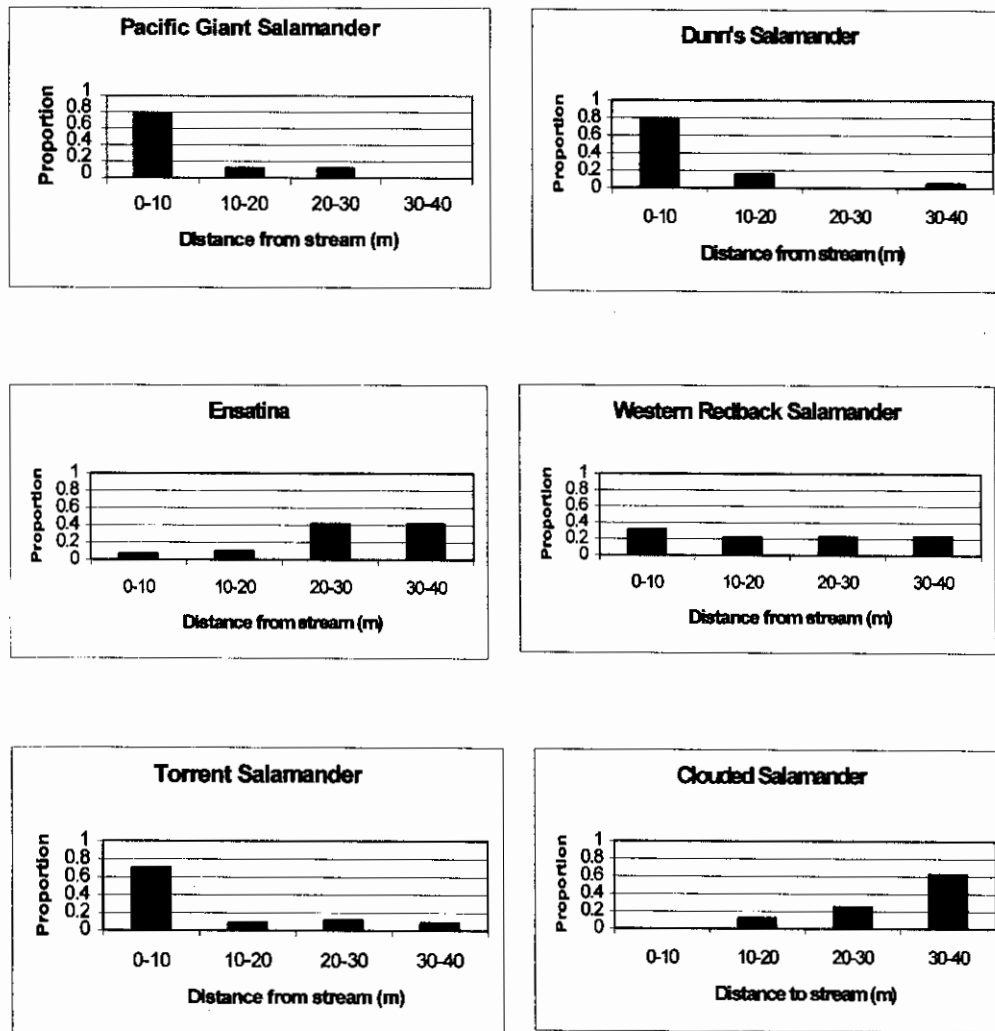 Pacific Giant Salamander
Proportion
1
0.8
0.6
0.4
0.2
0
0-10 10-20 20-30 30-40
Distance from stream (m)
Dunn's Salamander
Proportion
1
0.8
0.6
0.4
0.2
0
0-10 10-20 20-30 30-40
Distance from stream (m)
Ensatina
Proportion
1
0.8
0.6
0.4
0.2
0
0-10 10-20 20-30 30-40
Distance from stream (m)
Western Redback Salamander
Proportion
1
0.8
0.6
0.4
0.2
0
0-10 10-20 20-30 30-40
Distance from stream (m)
Torrent Salamander
Proportion
1
0.8
0.6
0.4
0.2
0
0-10 10-20 20-30 30-40
Distance from stream (m)
Clouded Salamander
Proportion
1
0.8
0.6
0.4
0.2
0
0-10 10-20 20-30 30-40
Distance to stream (m)